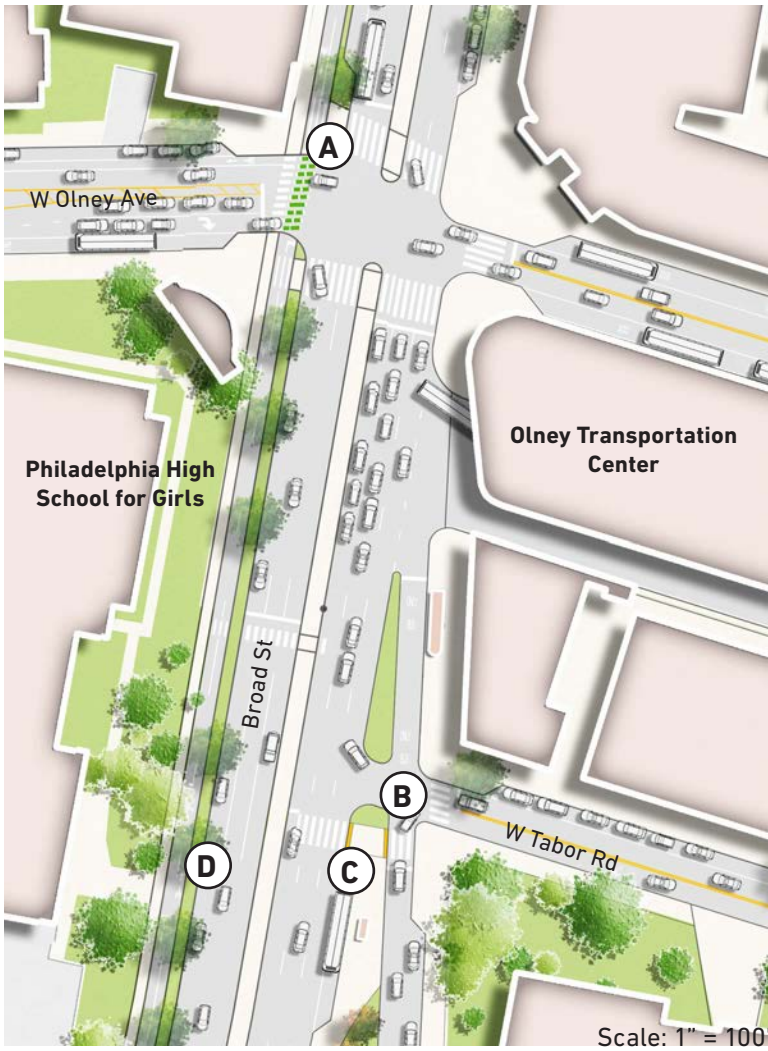 A
W Olney Ave
Olney Transportation
Center
Philadelphia High
School for Girls
Broad St
B
W Tabor Rd
D
C
Scale: 1" = 100'